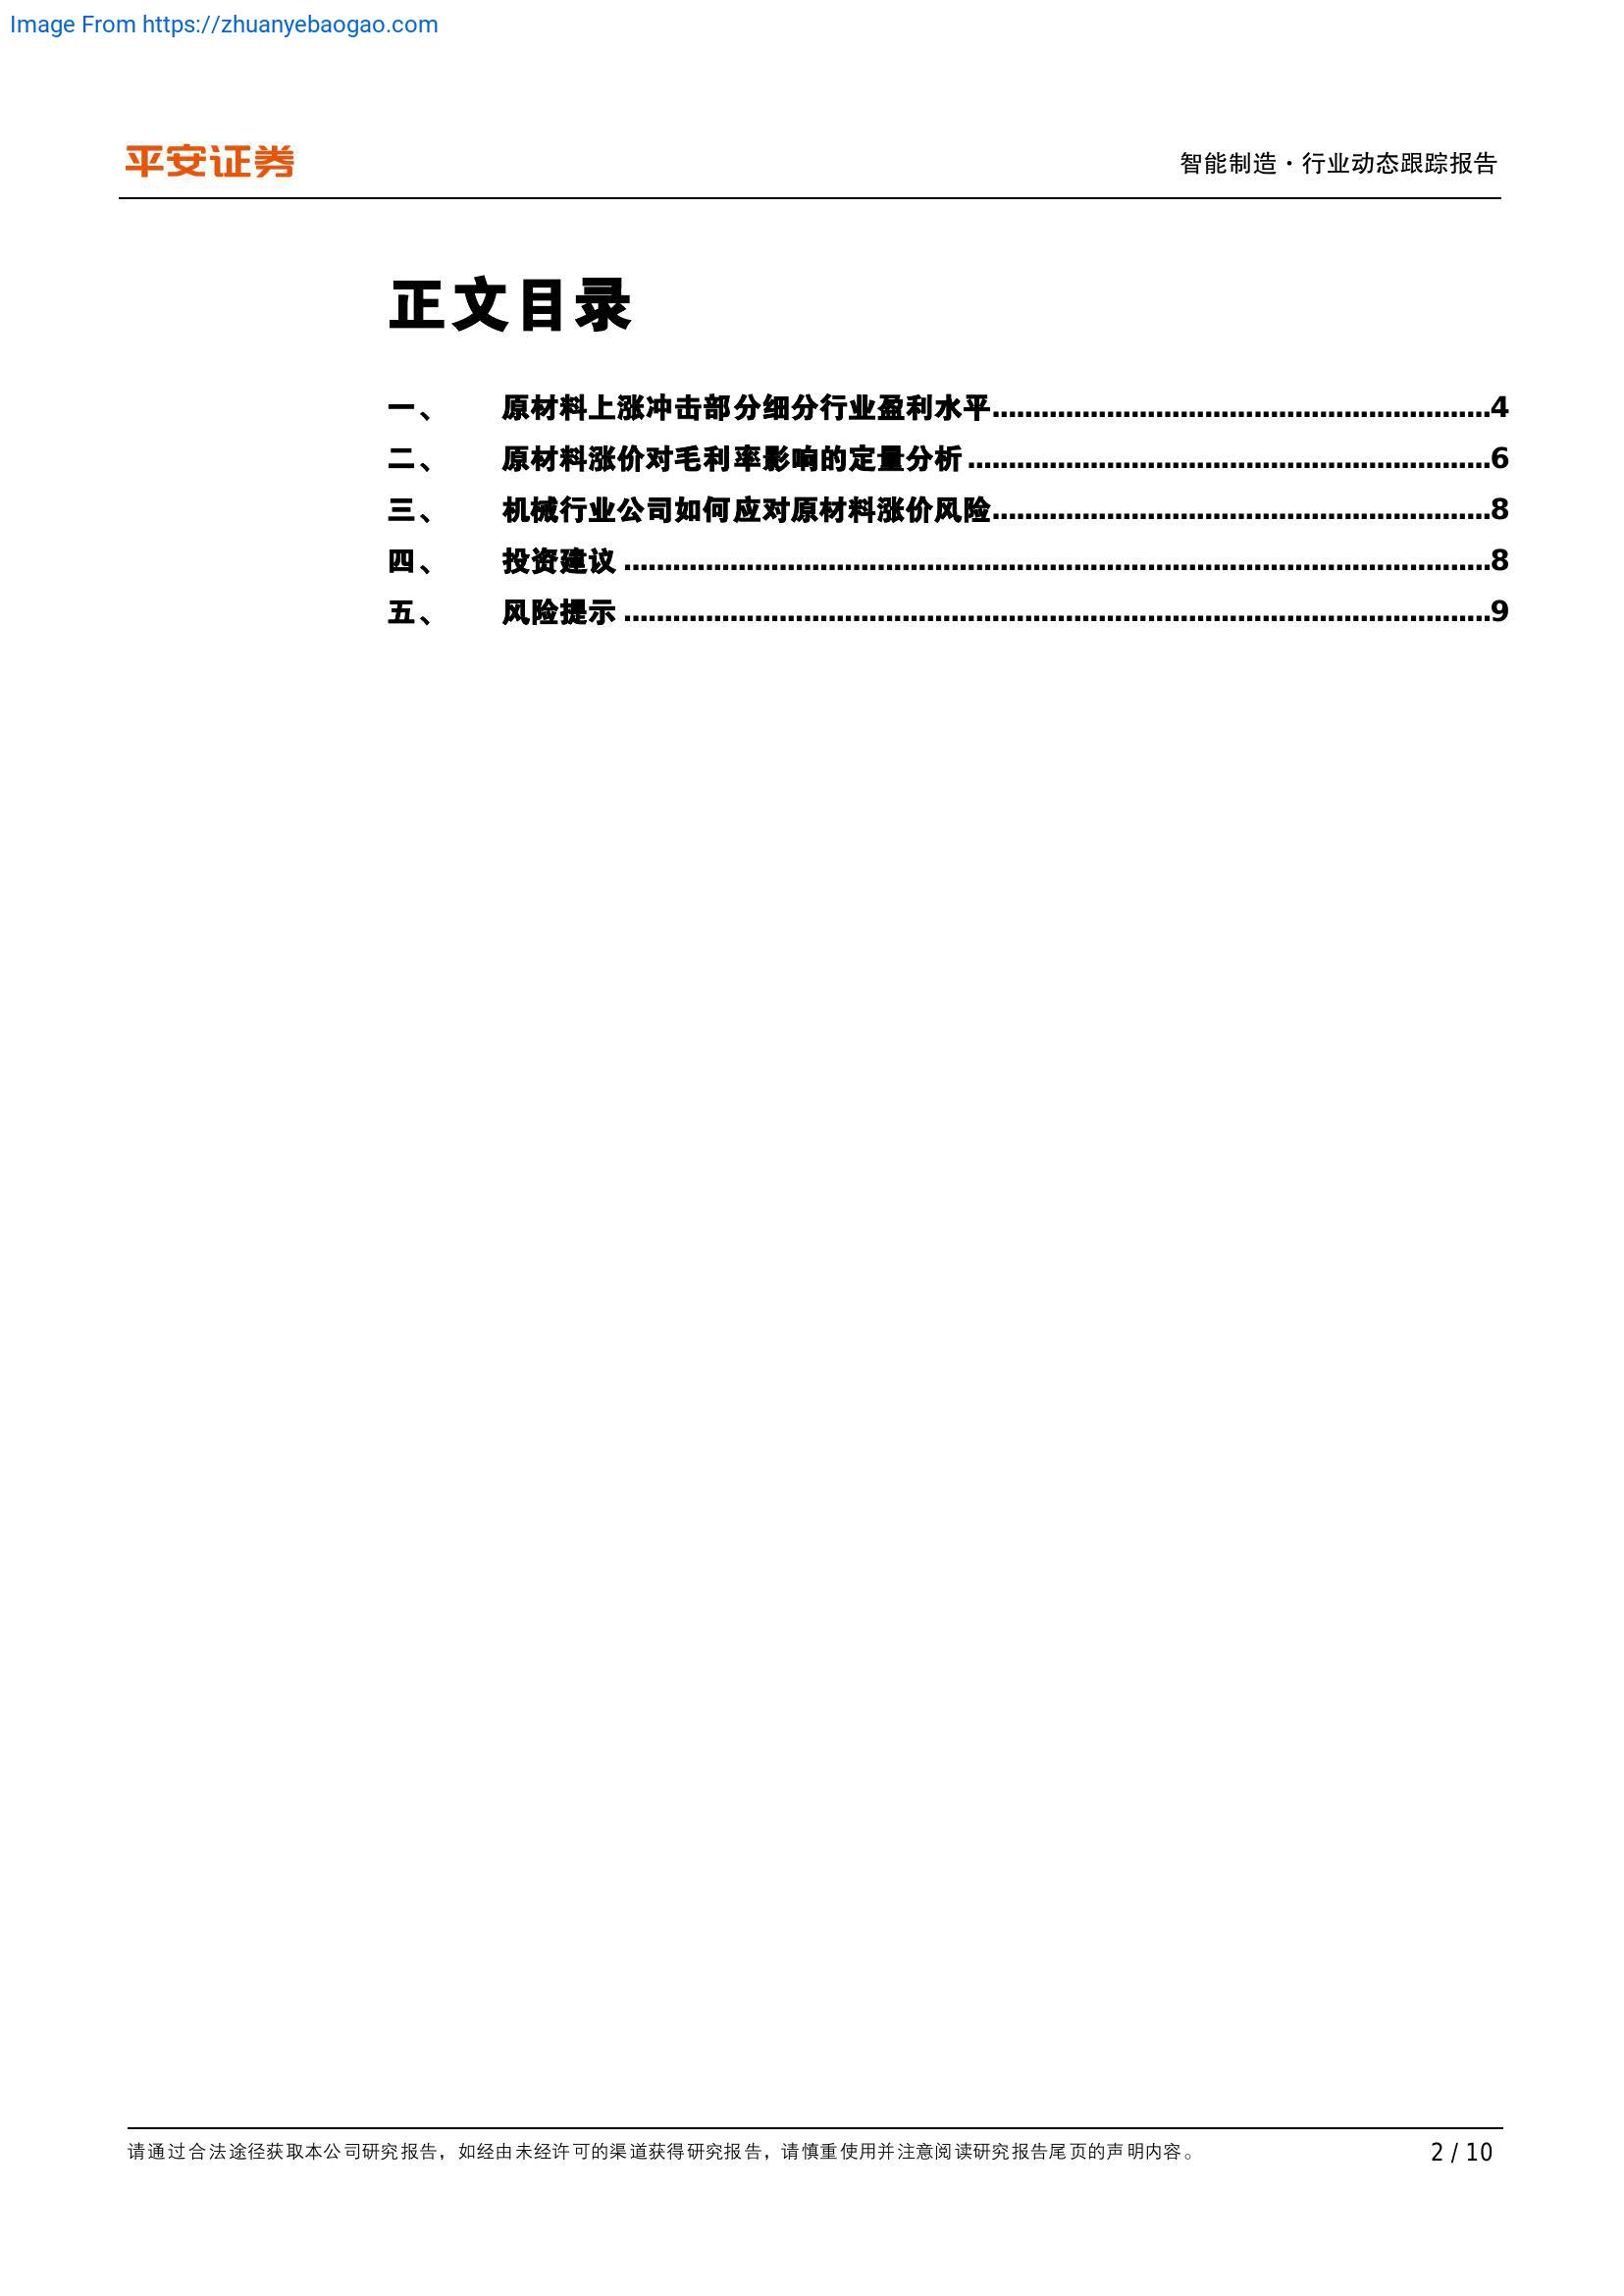 Image From https://zhuanyebaogao.com
平安证券
智能制造·行业动态跟踪报告
正文目录
一、 原材料上涨冲击部分细分行业盈利水平 4
二、 原材料涨价对毛利率影响的定量分析 6
三、 机械行业公司如何应对原材料涨价风险 8
四、 投资建议 8
五、 风险提示 9
请通过合法途径获取本公司研究报告，如经由未经许可的渠道获得研究报告，请慎重使用并注意阅读研究报告尾页的声明内容。 2 / 10